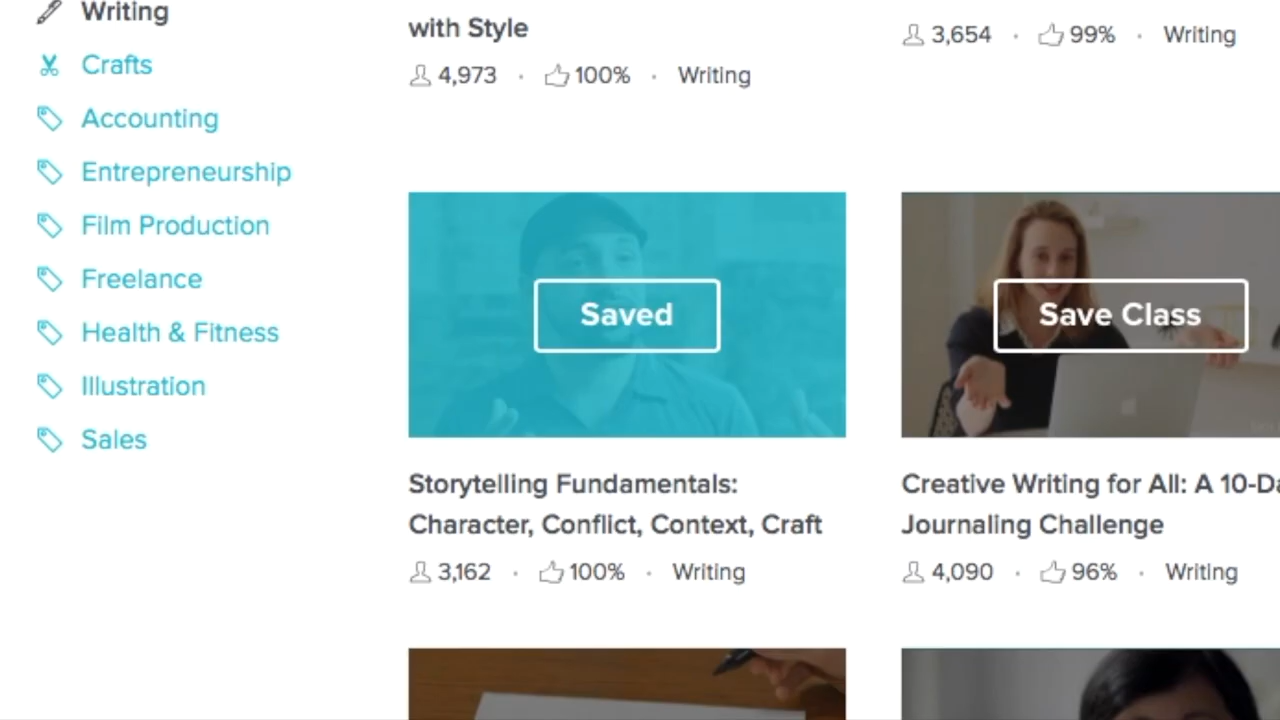 Writing
Crafts
Accounting
Entrepreneurship
Film Production
Freelance
Health & Fitness
Illustration
Sales
with Style
4,973 · 100% · Writing
3,654 · 99% · Writing
Saved
Storytelling Fundamentals:
Character, Conflict, Context, Craft
3,162 · 100% · Writing
Save Class
Creative Writing for All: A 10-Da
Journaling Challenge
4,090 · 96% · Writing